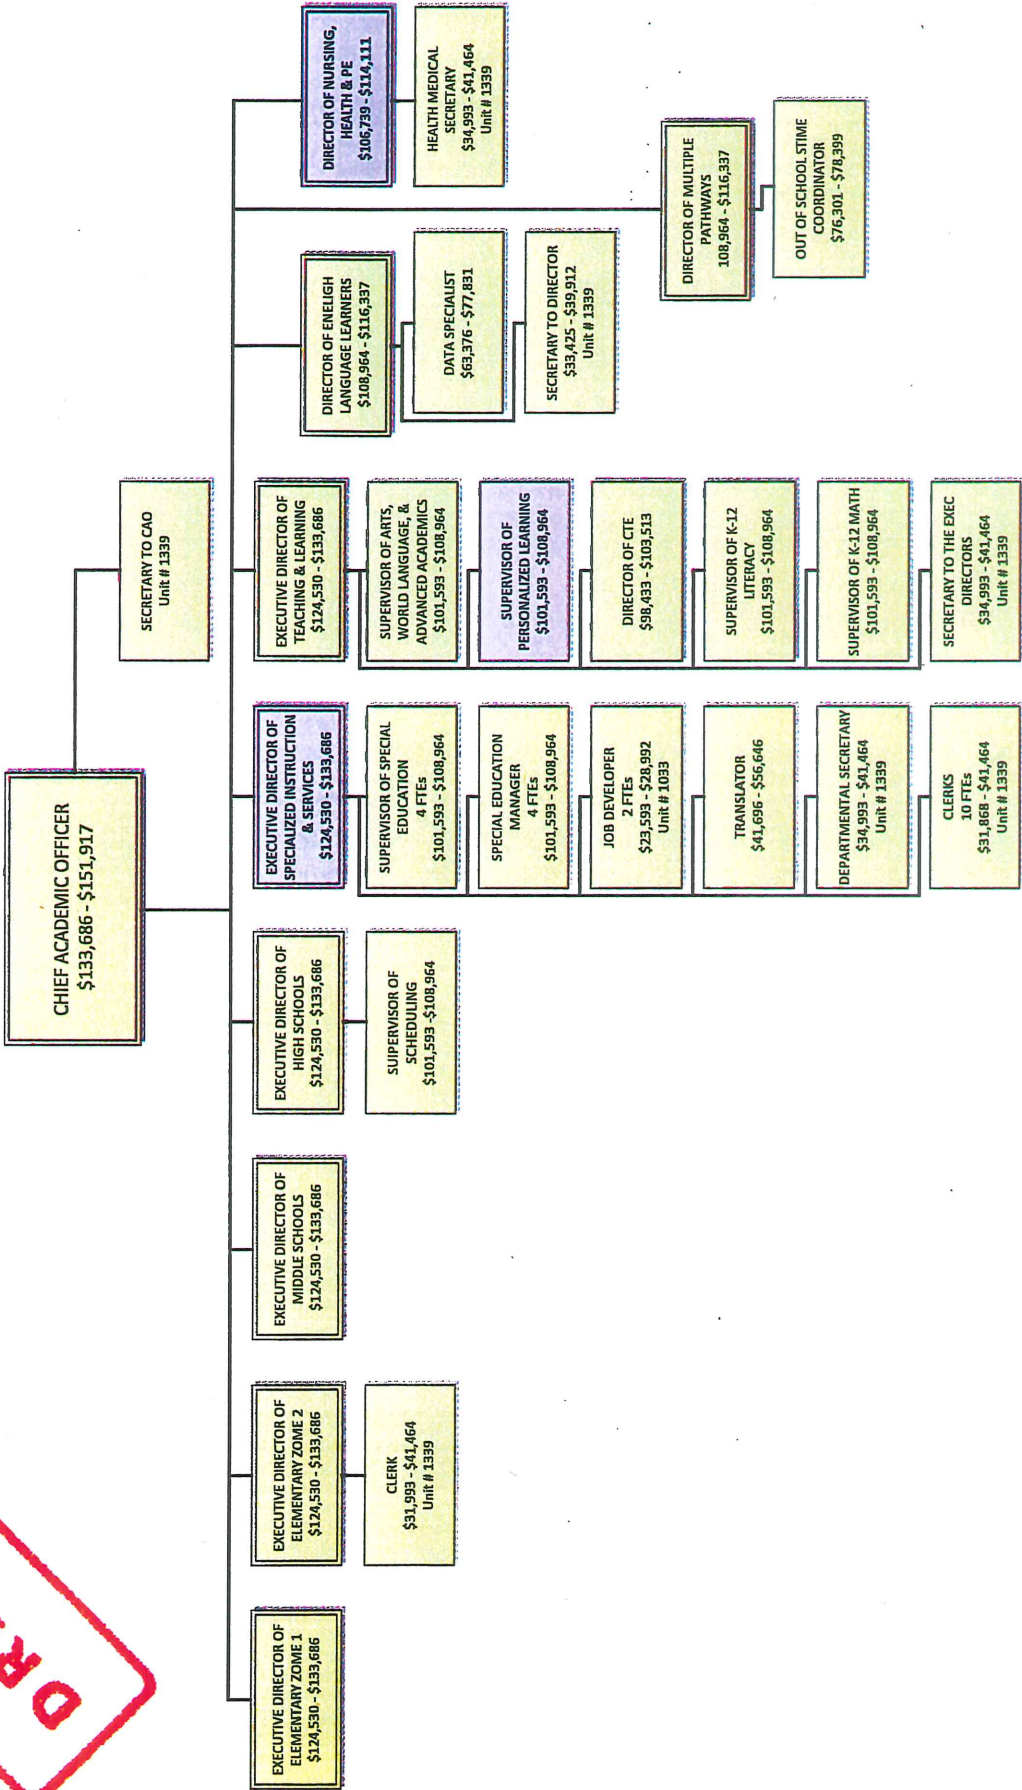 CHIEF ACADEMIC OFFICER
$133,686 - $151,917
SECRETARY TO CAO
Unit # 1339
EXECUTIVE DIRECTOR OF
ELEMENTARY ZOME 1
$124,530 - $133,686
EXECUTIVE DIRECTOR OF
ELEMENTARY ZOME 2
$124,530 - $133,686
CLERK
$31,993 - $41,464
Unit # 1339
EXECUTIVE DIRECTOR OF
MIDDLE SCHOOLS
$124,530 - $133,686
EXECUTIVE DIRECTOR OF
HIGH SCHOOLS
$124,530 - $133,686
SUIPERVISOR OF
SCHEDULING
$101,593 -$108,964
EXECUTIVE DIRECTOR OF
SPECIALIZED INSTRUCTION
& SERVICES
$124,530 - $133,686
SUPERVISOR OF SPECIAL
EDUCATION
4 FTEs
$101,593 - $108,964
SPECIAL EDUCATION
MANAGER
4 FTEs
$101,593 - $108,964
JOB DEVELOPER
2 FTEs
$23,593 - $28,992
Unit # 1033
TRANSLATOR
$41,696 - $56,646
DEPARTMENTAL SECRETARY
$34,993 - $41,464
Unit # 1339
CLERKS
10 FTEs
$31,868 - $41,464
Unit # 1339
EXECUTIVE DIRECTOR OF
TEACHING & LEARNING
$124,530 - $133,686
SUPERVISOR OF ARTS,
WORLD LANGUAGE, &
ADVANCED ACADEMICS
$101,593 - $108,964
SUPERVISOR OF
PERSONALIZED LEARNING
$101,593 - $108,964
DIRECTOR OF CTE
$98,433 - $103,513
SUPERVISOR OF K-12
LITERACY
$101,593 - $108,964
SUPERVISOR OF K-12 MATH
$101,593 - $108,964
SECRETARY TO THE EXEC
DIRECTORS
$34,993 - $41,464
Unit # 1339
DIRECTOR OF ENELIGH
LANGUAGE LEARNERS
$108,964 - $116,337
DATA SPECIALIST
$63,376 - $77,831
SECRETARY TO DIRECTOR
$33,425 - $39,912
Unit # 1339
DIRECTOR OF MULTIPLE
PATHWAYS
108,964 - $116,337
OUT OF SCHOOL STIME
COORDINATOR
$76,301 - $78,399
DIRECTOR OF NURSING,
HEALTH & PE
$106,739 - $114,111
HEALTH MEDICAL
SECRETARY
$34,993 - $41,464
Unit # 1339